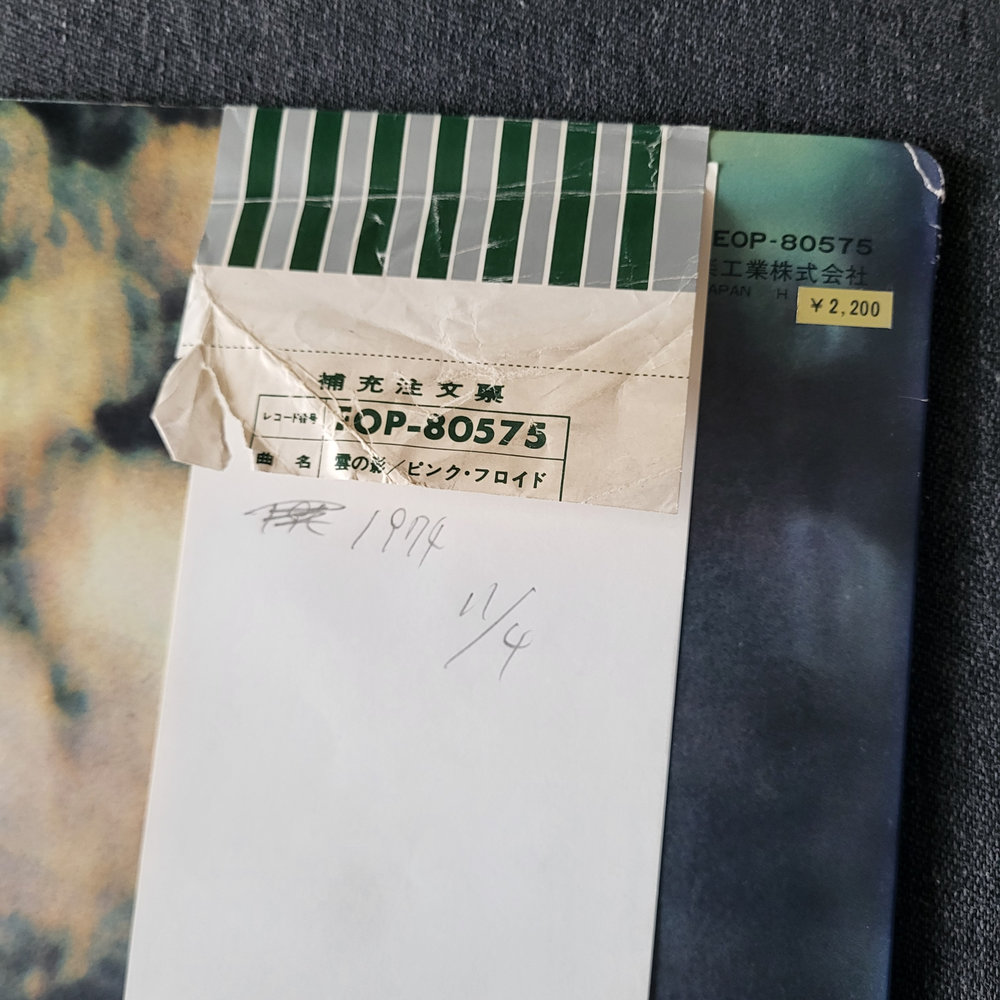 EOP-80575
工業株式会社
APAN H
￥2,200
補充注文票
レコード番号 EOP-80575
曲名 雲の影／ピンク・フロイド
1974
11/4